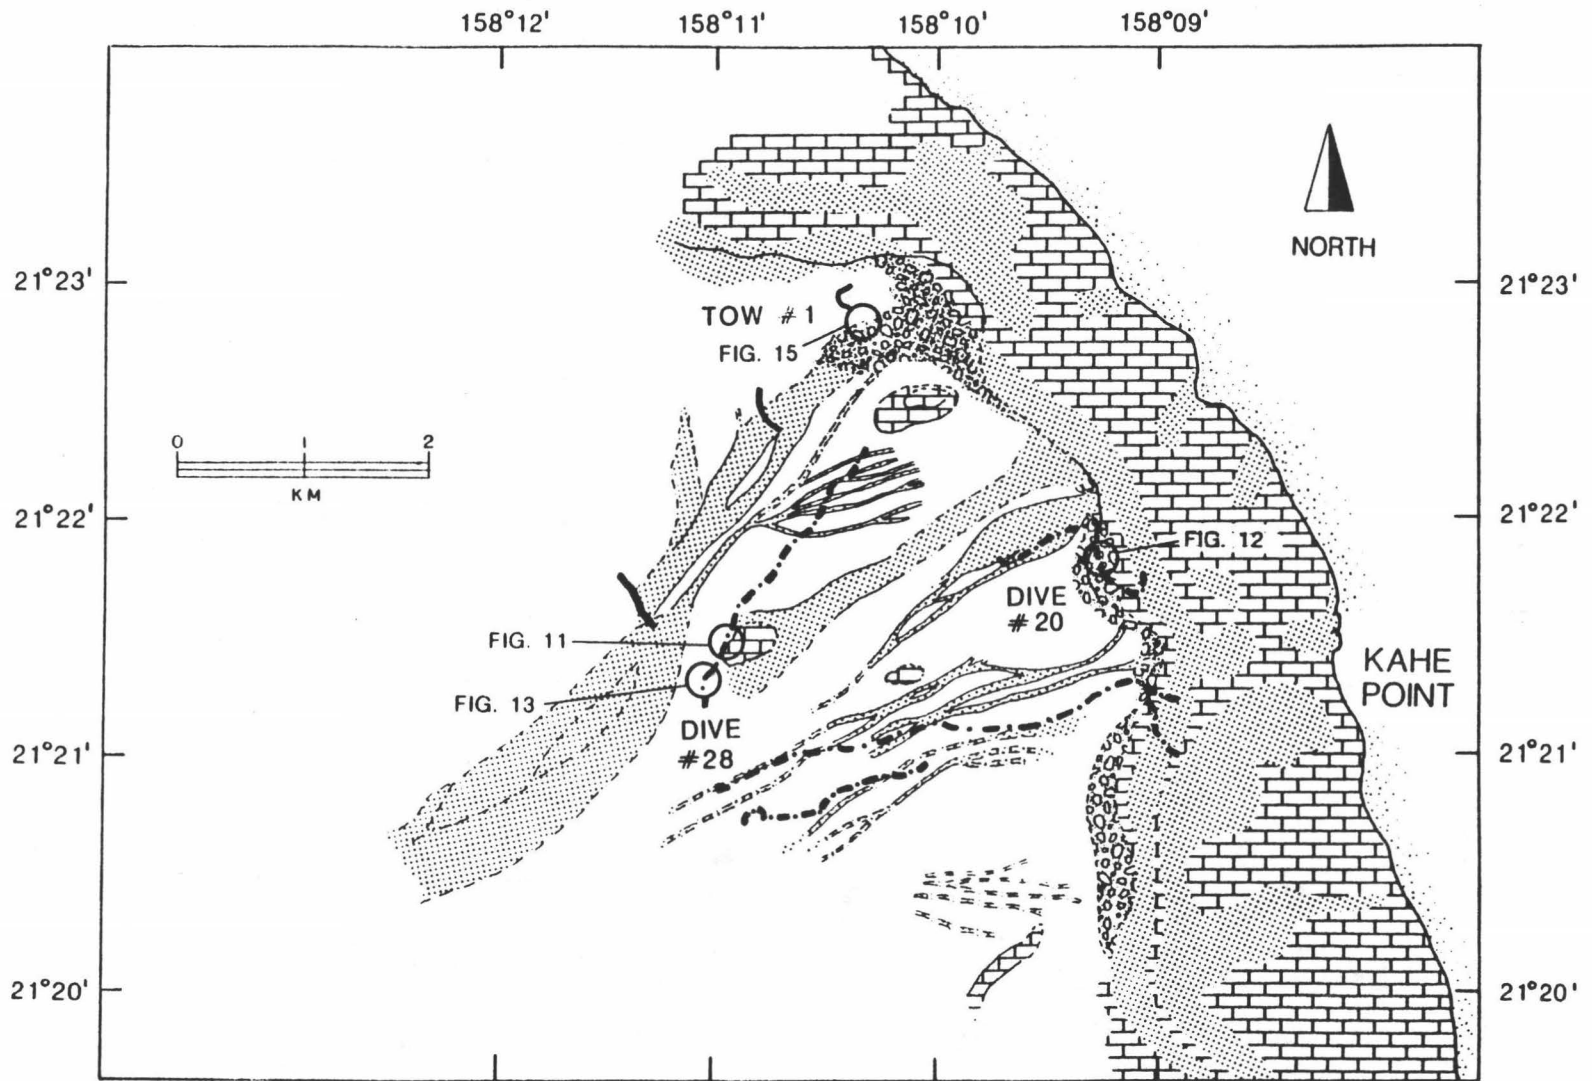 158°12' 158°11' 158°10' 158°09'
NORTH
21°23' 21°23'
TOW #1
FIG. 15
0 1 2
KM
21°22' 21°22'
FIG. 12
DIVE
#20
FIG. 11
KAHE
POINT
FIG. 13
DIVE
#28
21°21' 21°21'
21°20' 21°20'